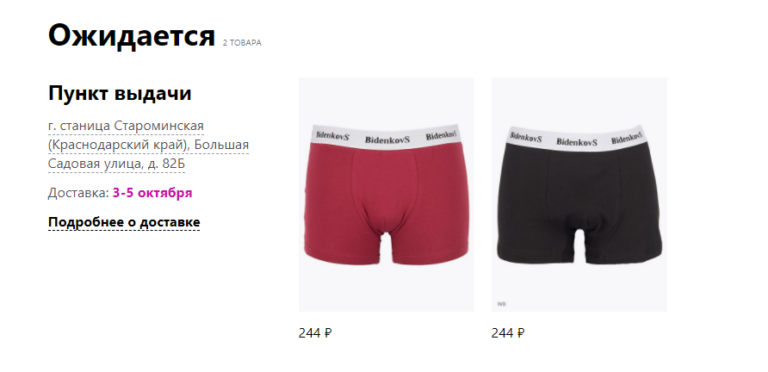 Ожидается 2 ТОВАРА
Пункт выдачи
г. станица Староминская
(Краснодарский край), Большая
Садовая улица, д. 82Б
Доставка: 3-5 октября
Подробнее о доставке
BidenkovS BidenkovS BidenkovS
BidenkovS BidenkovS BidenkovS
244 ₽
244 ₽